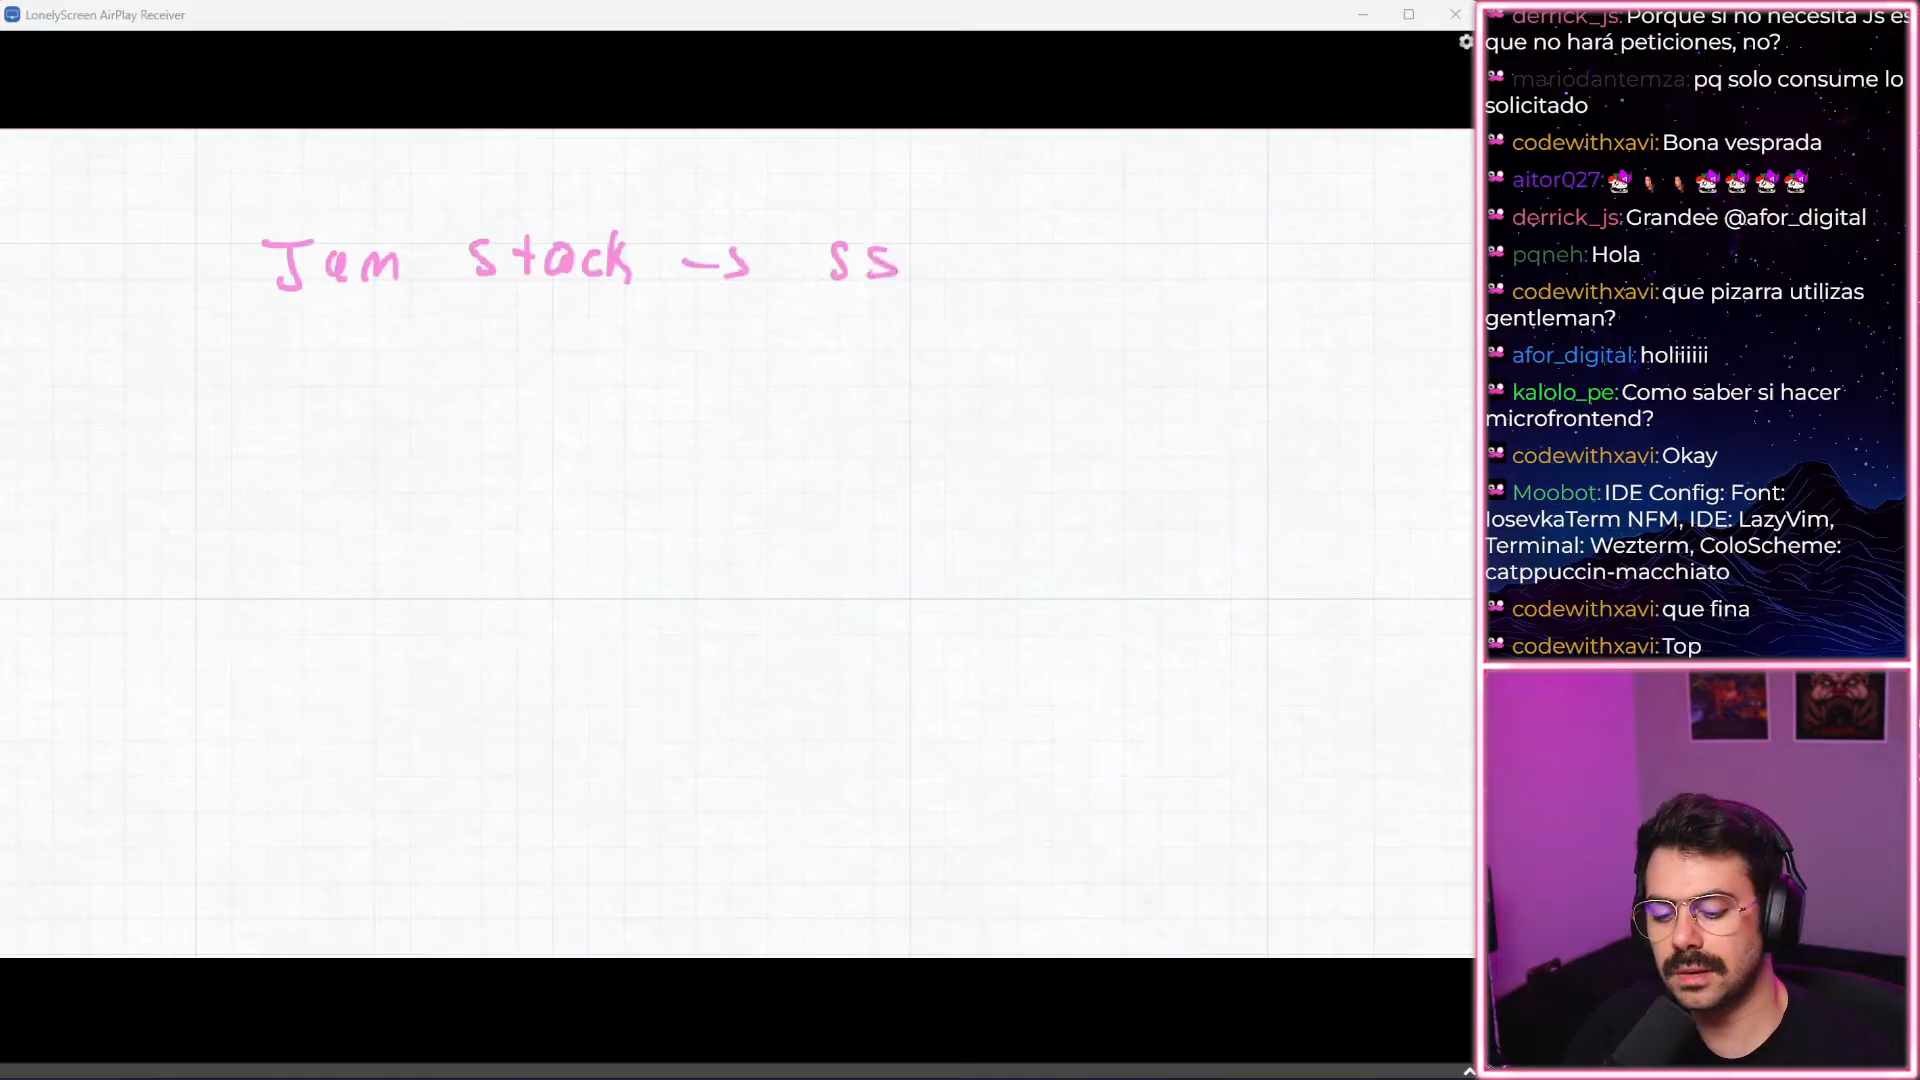 LonelyScreen AirPlay Receiver
Jam stack -> ss
derrick_js: Porque si no necesita Js es
que no hará peticiones, no?
mariodantemza: pq solo consume lo
solicitado
codewithxavi: Bona vesprada
aitor027:
derrick_js: Grandee @afor_digital
pqneh: Hola
codewithxavi: que pizarra utilizas
gentleman?
afor_digital: holiiiiii
kalolo_pe: Como saber si hacer
microfrontend?
codewithxavi: Okay
Moobot: IDE Config: Font:
IosevkaTerm NFM, IDE: LazyVim,
Terminal: Wezterm, ColoScheme:
catppuccin-macchiato
codewithxavi: que fina
codewithxavi: Top